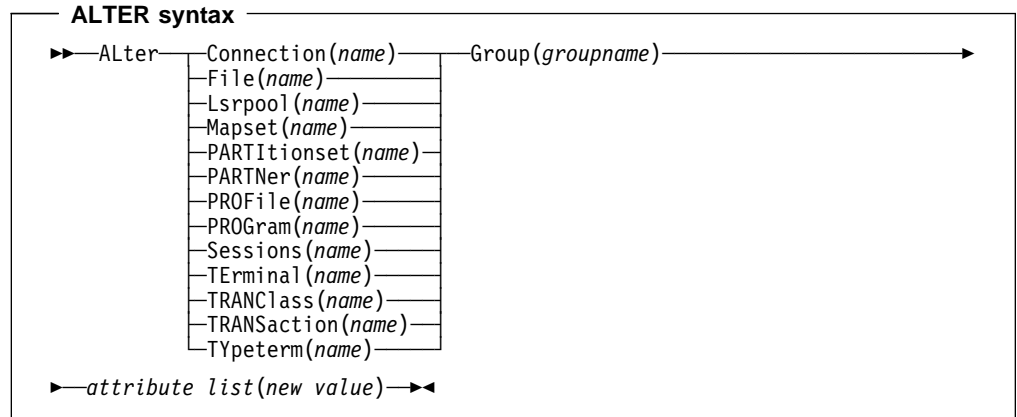 ALTER syntax
ALter Connection(name) Group(groupname)
File(name)
Lsrpool(name)
Mapset(name)
PARTItionset(name)
PARTNer(name)
PROFile(name)
PROGram(name)
Sessions(name)
TErminal(name)
TRANClass(name)
TRANSaction(name)
TYpeterm(name)
attribute list(new value)